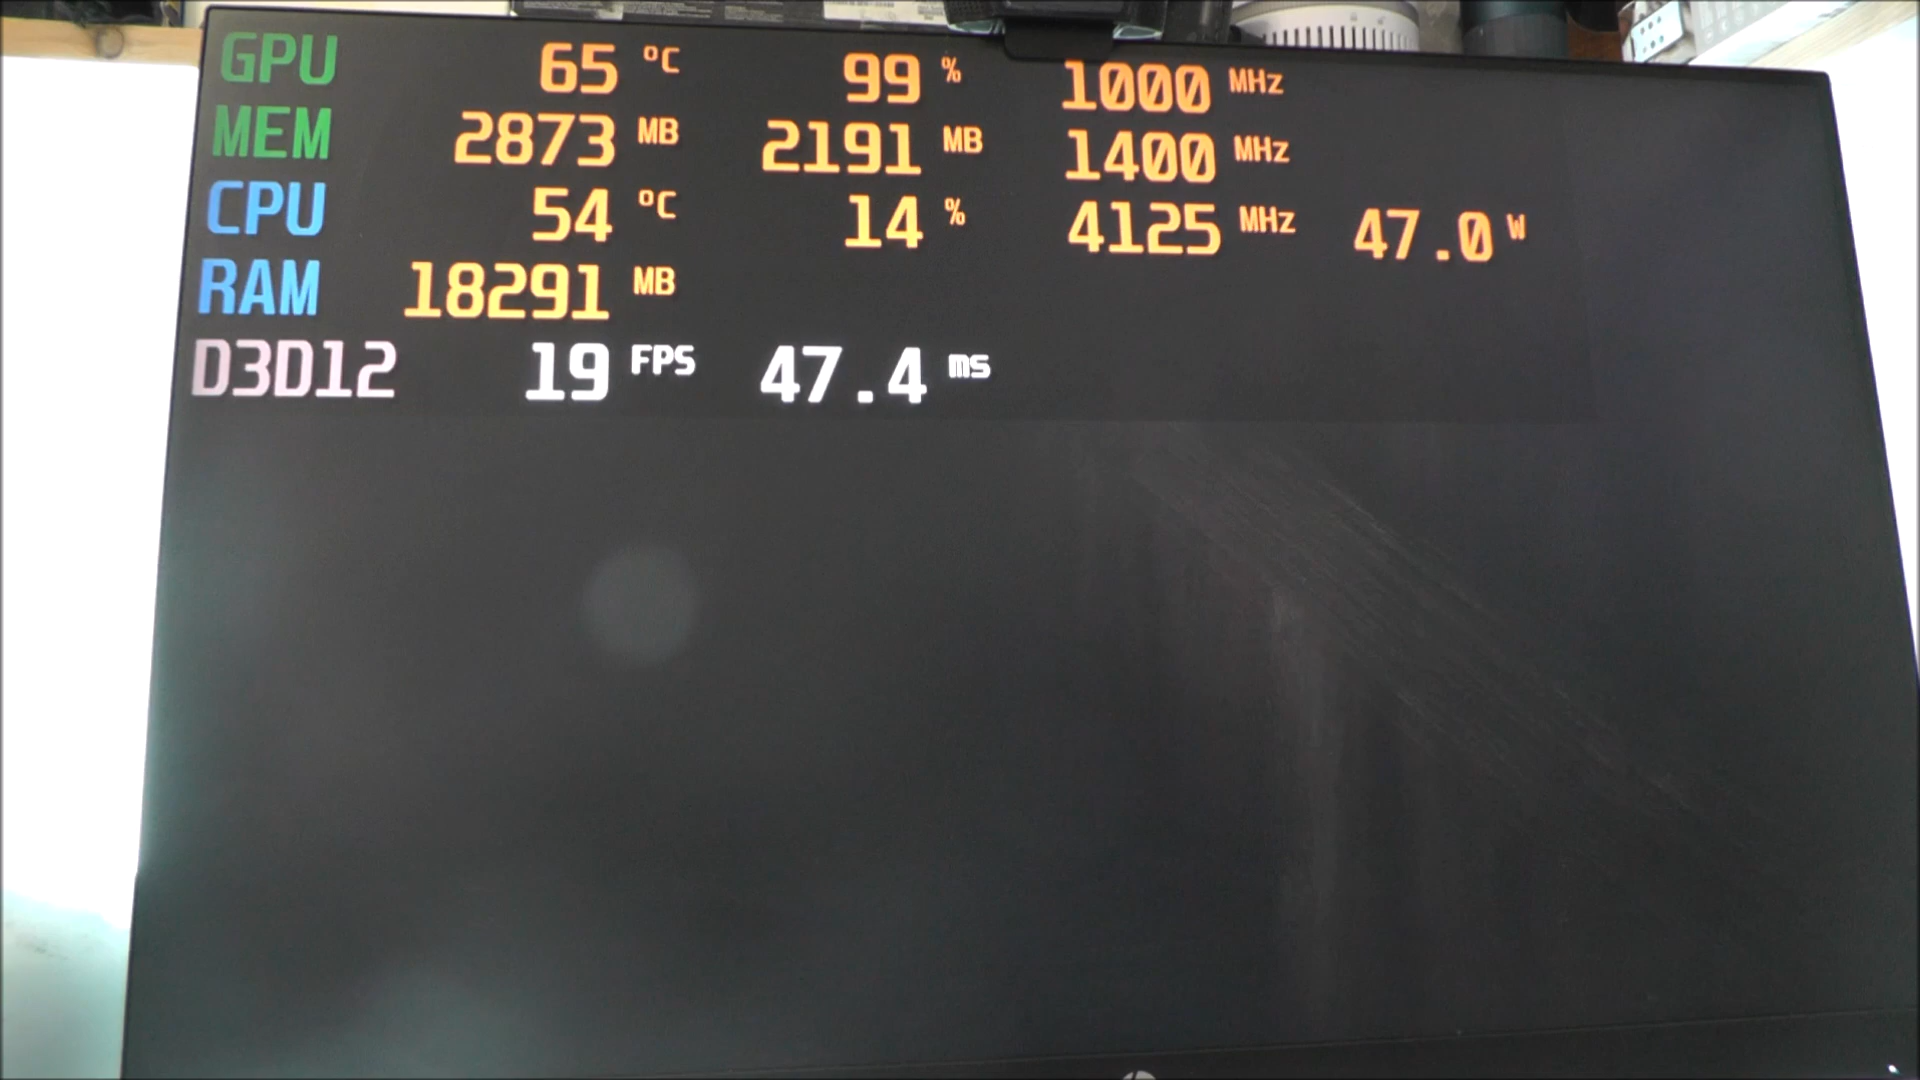 GPU 65 °C 99 % 1000 MHz
MEM 2873 MB 2191 MB 1400 MHz
CPU 54 °C 14 % 4125 MHz 47.0 W
RAM 18291 MB
D3D12 19 FPS 47.4 ms